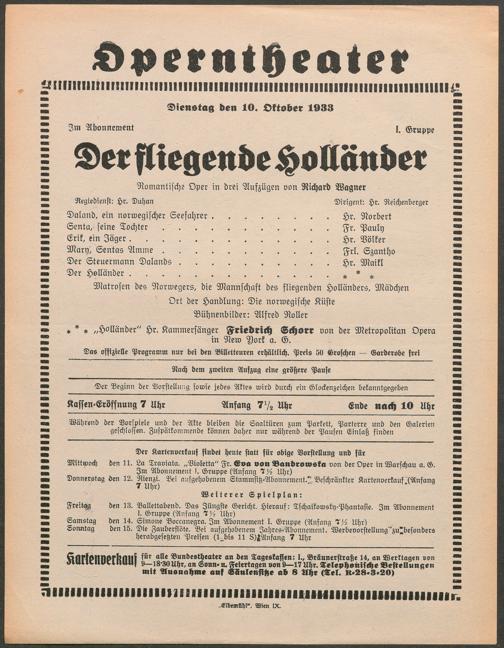 Operntheater
Dienstag den 10. Oktober 1933
Im Abonnement I. Gruppe
Der fliegende Holländer
Romantische Oper in drei Aufzügen von Richard Wagner
Regiedienst: Hr. Duhan Dirigent: Hr. Reichenberger
Daland, ein norwegischer Seefahrer . . . . . . . . . Hr. Norbert
Senta, seine Tochter . . . . . . . . . . . Fr. Pauly
Erik, ein Jäger . . . . . . . . . . . . Hr. Völker
Mary, Sentas Amme . . . . . . . . . . . Frl. Szantho
Der Steuermann Dalands . . . . . . . . . . Hr. Maikl
Der Holländer . . . . . . . . . . . . * * *
Matrosen des Norwegers, die Mannschaft des fliegenden Holländers, Mädchen
Ort der Handlung: Die norwegische Küste
Bühnenbilder: Alfred Roller
* * * „Holländer" Hr. Kammersänger Friedrich Schorr von der Metropolitan Opera
in New York a. G.
Das offizielle Programm nur bei den Billetteuren erhältlich. Preis 50 Groschen — Garderobe frei
Nach dem zweiten Aufzug eine größere Pause
Der Beginn der Vorstellung sowie jedes Aktes wird durch ein Glockenzeichen bekanntgegeben
Kassen-Eröffnung 7 Uhr Anfang 7½ Uhr Ende nach 10 Uhr
Während der Vorspiele und der Akte bleiben die Saaltüren zum Parkett, Parterre und den Galerien
geschlossen. Zuspätkommende können daher nur während der Pausen Einlaß finden
Der Kartenverkauf findet heute statt für obige Vorstellung und für
Mittwoch den 11. La Traviata. „Violetta" Fr. Eva von Bandrowska von der Oper in Warschau a. G.
Im Abonnement I. Gruppe (Anfang 7½ Uhr)
Donnerstag den 12. Rienzi. Bei aufgehobenem Stammsitz-Abonnement. Beschränkter Kartenverkauf (Anfang
7 Uhr)
Weiterer Spielplan:
Freitag den 13. Ballettabend. Das Jüngste Gericht. Hierauf: Tschaikowsky-Phantasie. Im Abonnement
I. Gruppe (Anfang 7½ Uhr)
Samstag den 14. Simone Boccanegra. Im Abonnement I. Gruppe (Anfang 7½ Uhr)
Sonntag den 15. Die Zauberflöte. Bei aufgehobenem Jahres-Abonnement. Werbevorstellung zu besonders
herabgesetzten Preisen (1 bis 11 S) Anfang 7 Uhr
Kartenverkauf für alle Bundestheater an den Tageskassen: I., Bräunerstraße 14, an Werktagen von
9—18·30 Uhr, an Sonn- u. Feiertagen von 9—17 Uhr. Telephonische Bestellungen
mit Ausnahme auf Säulensitze ab 8 Uhr (Tel. R-28-3-20)
„Elbemühl", Wien IX.